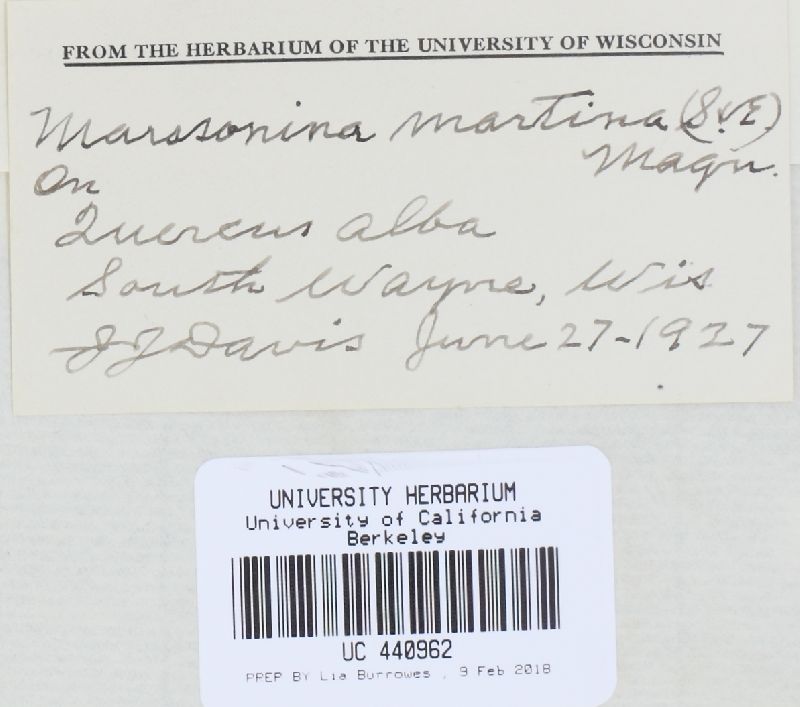 FROM THE HERBARIUM OF THE UNIVERSITY OF WISCONSIN
Marssonina martina (S.&E.)
Magn.
On
Quercus alba
South Wayne, Wis
J J Davis June 27-1927
UNIVERSITY HERBARIUM
University of California
Berkeley
UC 440962
PREP BY Lia Burrowes , 9 Feb 2018